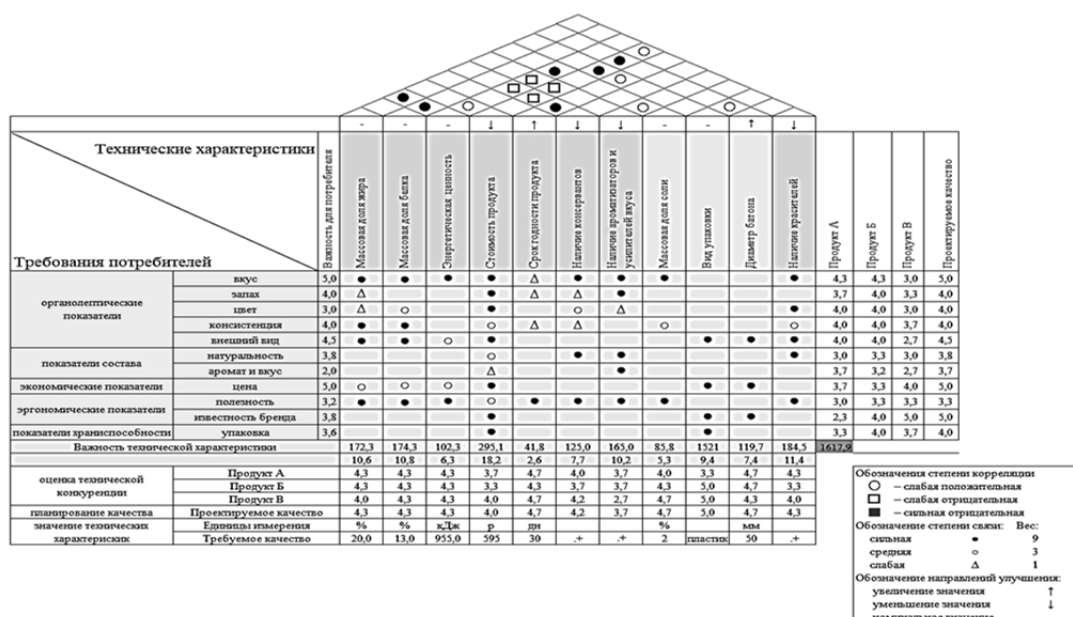 - - - ↓ ↑ ↓ ↓ - - ↑ ↓
Технические характеристики
Требования потребителей
Важность для потребителя
Массовая доля жира
Массовая доля белка
Энергетическая ценность
Стоимость продукта
Срок годности продукта
Наличие консервантов
Наличие ароматизаторов и
усилителей вкуса
Массовая доля соли
Вид упаковки
Диаметр батона
Наличие красителей
Продукт А
Продукт Б
Продукт В
Проектируемое качество
органолептические
показатели
вкус 5,0 ● ● ● ● △ ● ● ● ● 4,3 4,3 3,0 5,0
запах 4,0 △ ● △ △ ● 3,7 4,0 3,3 4,0
цвет 3,0 △ ○ ● ○ △ ● 4,0 4,0 3,0 4,0
консистенция 4,0 ● ● ○ △ △ ○ ○ 4,0 4,0 3,7 4,0
внешний вид 4,5 ● ● ○ ● ● ● ● 4,0 4,0 2,7 4,5
показатели состава
натуральность 3,8 ○ ● ● ● 3,0 3,3 3,0 3,8
аромат и вкус 2,0 △ ● 3,7 3,2 2,7 3,7
экономические показатели цена 5,0 ○ ○ ○ ● ● ● 3,7 3,3 4,0 5,0
эргономические показатели
полезность 3,2 ● ● ● ○ ● ● ● ● ● 3,0 3,3 3,3 3,3
известность бренда 3,8 ● ● ● 2,3 4,0 5,0 5,0
показатели храниспособности упаковка 3,6 ● ● 3,3 4,0 3,7 4,0
Важность технической характеристики 172,3 174,3 102,3 295,1 41,8 125,0 165,0 85,8 1521 119,7 184,5 1617,9
10,6 10,8 6,3 18,2 2,6 7,7 10,2 5,3 9,4 7,4 11,4
оценка технической
конкуренции
Продукт А 4,3 4,3 4,3 3,7 4,7 4,0 3,7 4,0 3,3 4,7 4,3
Продукт Б 4,3 4,3 4,3 3,3 4,3 3,7 3,7 4,3 5,0 4,7 3,3
Продукт В 4,0 4,3 4,3 4,0 4,7 4,2 2,7 4,7 5,0 4,3 4,0
планирование качества Проектируемое качество 4,3 4,3 4,3 4,0 4,7 4,2 3,7 4,7 5,0 4,7 4,3
значение технических
характериских
Единицы измерения % % кДж р дн % мм
Требуемое качество 20,0 13,0 955,0 595 30 .+ .+ 2 пластик 50 .+
Обозначения степени корреляции
○ – слабая положительная
□ – слабая отрицательная
■ – сильная отрицательная
Обозначение степени связи: Вес:
сильная ● 9
средняя ○ 3
слабая △ 1
Обозначение направлений улучшения:
увеличение значения ↑
уменьшение значения ↓